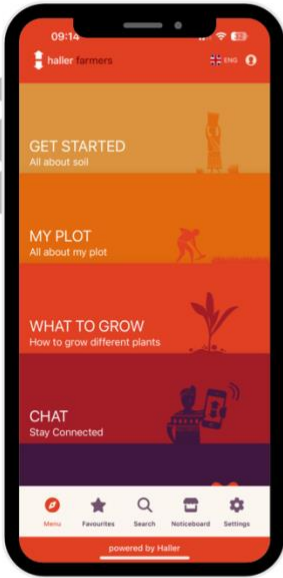 09:14
32
haller farmers
ENG
GET STARTED
All about soil
MY PLOT
All about my plot
WHAT TO GROW
How to grow different plants
CHAT
Stay Connected
Menu Favourites Search Noticeboard Settings
powered by Haller